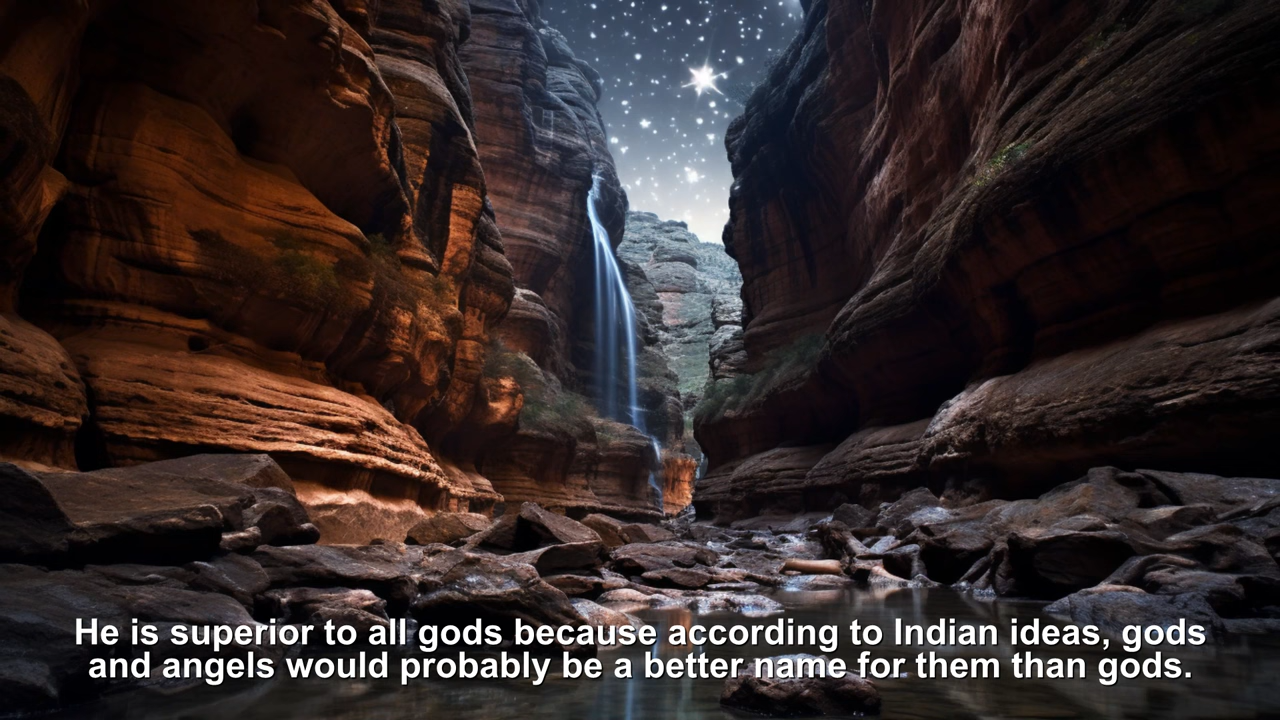 He is superior to all gods because according to Indian ideas, gods
and angels would probably be a better name for them than gods.